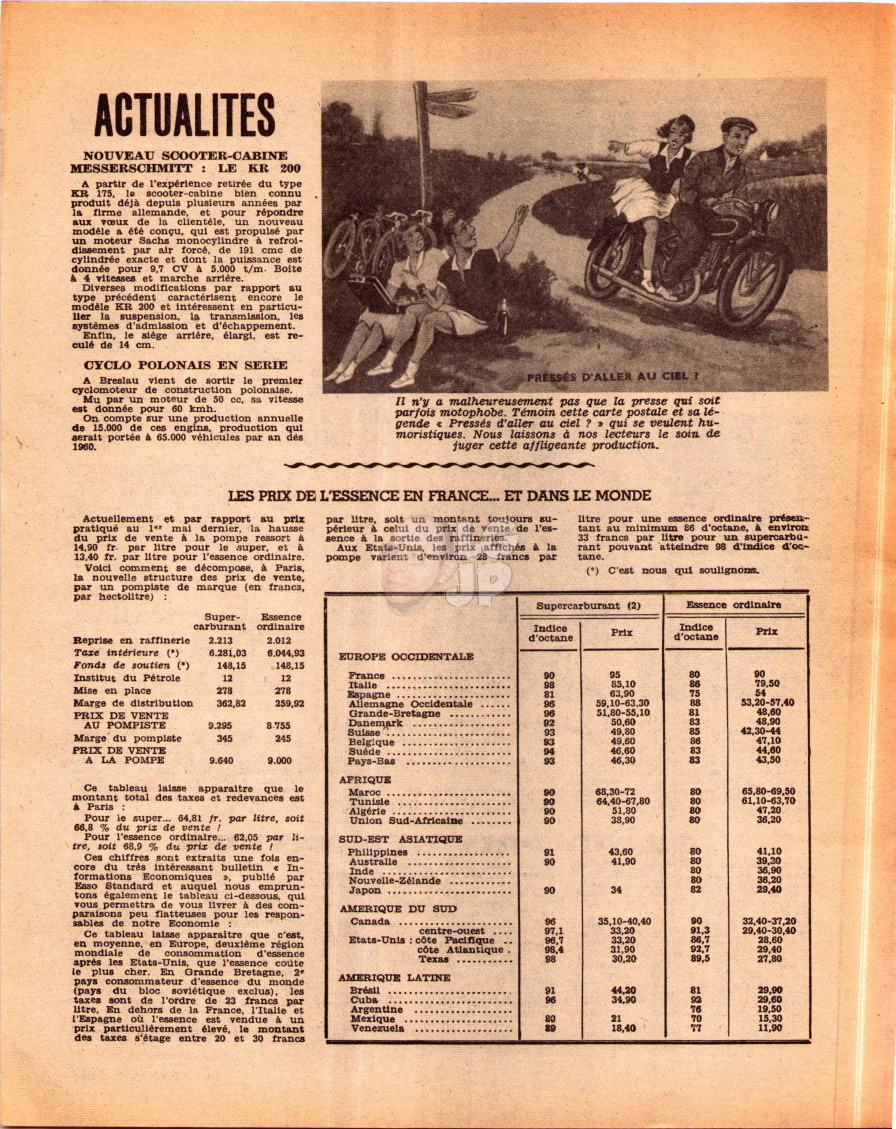 ACTUALITES
NOUVEAU SCOOTER-CABINE
MESSERSCHMITT : LE KR 200
A partir de l'expérience retirée du type
KR 175, le scooter-cabine bien connu
produit déjà depuis plusieurs années par
la firme allemande, et pour répondre
aux vœux de la clientèle, un nouveau
modèle a été conçu, qui est propulsé par
un moteur Sachs monocylindre à refroi-
dissement par air forcé, de 191 cmc de
cylindrée exacte et dont la puissance est
donnée pour 9,7 CV à 5.000 t/m. Boîte
à 4 vitesses et marche arrière.
Diverses modifications par rapport au
type précédent caractérisent encore le
modèle KR 200 et intéressent en particu-
lier la suspension, la transmission, les
systèmes d'admission et d'échappement.
Enfin, le siège arrière, élargi, est re-
culé de 14 cm.
CYCLO POLONAIS EN SERIE
A Breslau vient de sortir le premier
cyclomoteur de construction polonaise.
Mu par un moteur de 50 cc, sa vitesse
est donnée pour 60 kmh.
On compte sur une production annuelle
de 15.000 de ces engins, production qui
serait portée à 65.000 véhicules par an dès
1960.
PRESSÉS D'ALLER AU CIEL ?
Il n'y a malheureusement pas que la presse qui soit
parfois motophobe. Témoin cette carte postale et sa lé-
gende « Pressés d'aller au ciel ? » qui se veulent hu-
moristiques. Nous laissons à nos lecteurs le soin de
juger cette affligeante production.
LES PRIX DE L'ESSENCE EN FRANCE... ET DANS LE MONDE
Actuellement et par rapport au prix
pratiqué au 1er mai dernier, la hausse
du prix de vente à la pompe ressort à
14,90 fr. par litre pour le super, et à
13,40 fr. par litre pour l'essence ordinaire.
Voici comment se décompose, à Paris,
la nouvelle structure des prix de vente,
par un pompiste de marque (en francs,
par hectolitre) :
Super- Essence
carburant ordinaire
Reprise en raffinerie 2.213 2.012
Taxe intérieure (*) 6.281,03 6.044,93
Fonds de soutien (*) 148,15 148,15
Institut du Pétrole 12 12
Mise en place 278 278
Marge de distribution 362,82 259,92
PRIX DE VENTE
AU POMPISTE 9.295 8.755
Marge du pompiste 345 245
PRIX DE VENTE
A LA POMPE 9.640 9.000
Ce tableau laisse apparaître que le
montant total des taxes et redevances est
à Paris :
Pour le super... 64,81 fr. par litre, soit
66,8 % du prix de vente !
Pour l'essence ordinaire... 62,05 par li-
tre, soit 68,9 % du prix de vente !
Ces chiffres sont extraits une fois en-
core du très intéressant bulletin « In-
formations Economiques », publié par
Esso Standard et auquel nous emprun-
tons également le tableau ci-dessous, qui
vous permettra de vous livrer à des com-
paraisons peu flatteuses pour les respon-
sables de notre Economie :
Ce tableau laisse apparaître que c'est,
en moyenne, en Europe, deuxième région
mondiale de consommation d'essence
après les Etats-Unis, que l'essence coûte
le plus cher. En Grande Bretagne, 2e
pays consommateur d'essence du monde
(pays du bloc soviétique exclus), les
taxes sont de l'ordre de 23 francs par
litre. En dehors de la France, l'Italie et
l'Espagne où l'essence est vendue à un
prix particulièrement élevé, le montant
des taxes s'étage entre 20 et 30 francs
par litre, soit un montant toujours su-
périeur à celui du prix de vente de l'es-
sence à la sortie des raffineries.
Aux Etats-Unis, les prix affichés à la
pompe varient d'environ 28 francs par
litre pour une essence ordinaire présen-
tant au minimum 86 d'octane, à environ
33 francs par litre pour un supercarbu-
rant pouvant atteindre 98 d'indice d'oc-
tane.
(*) C'est nous qui soulignons.
JP
Supercarburant (2) Essence ordinaire
Indice d'octane Prix Indice d'octane Prix
EUROPE OCCIDENTALE
France 90 95 80 90
Italie 98 85,10 86 79,50
Espagne 81 63,90 75 54
Allemagne Occidentale 96 59,10-63,30 88 53,20-57,40
Grande-Bretagne 96 51,80-55,10 81 48,60
Danemark 92 50,60 83 48,90
Suisse 93 49,80 85 42,30-44
Belgique 93 49,60 86 47,10
Suède 94 46,60 83 44,60
Pays-Bas 93 46,30 83 43,50
AFRIQUE
Maroc 90 68,30-72 80 65,80-69,50
Tunisie 90 64,40-67,80 80 61,10-63,70
Algérie 90 51,80 80 47,20
Union Sud-Africaine 90 38,90 80 36,20
SUD-EST ASIATIQUE
Philippines 91 43,60 80 41,10
Australie 90 41,90 80 39,30
Inde 80 36,90
Nouvelle-Zélande 80 36,20
Japon 90 34 82 29,40
AMERIQUE DU SUD
Canada 96 35,10-40,40 90 32,40-37,20
centre-ouest 97,1 33,20 91,3 29,40-30,40
Etats-Unis : côte Pacifique 96,7 33,20 86,7 28,60
côte Atlantique 98,4 31,90 92,7 29,40
Texas 98 30,20 89,5 27,80
AMERIQUE LATINE
Brésil 91 44,20 81 29,90
Cuba 96 34,90 92 29,60
Argentine 76 19,50
Mexique 80 21 70 15,30
Venezuela 89 18,40 77 11,90